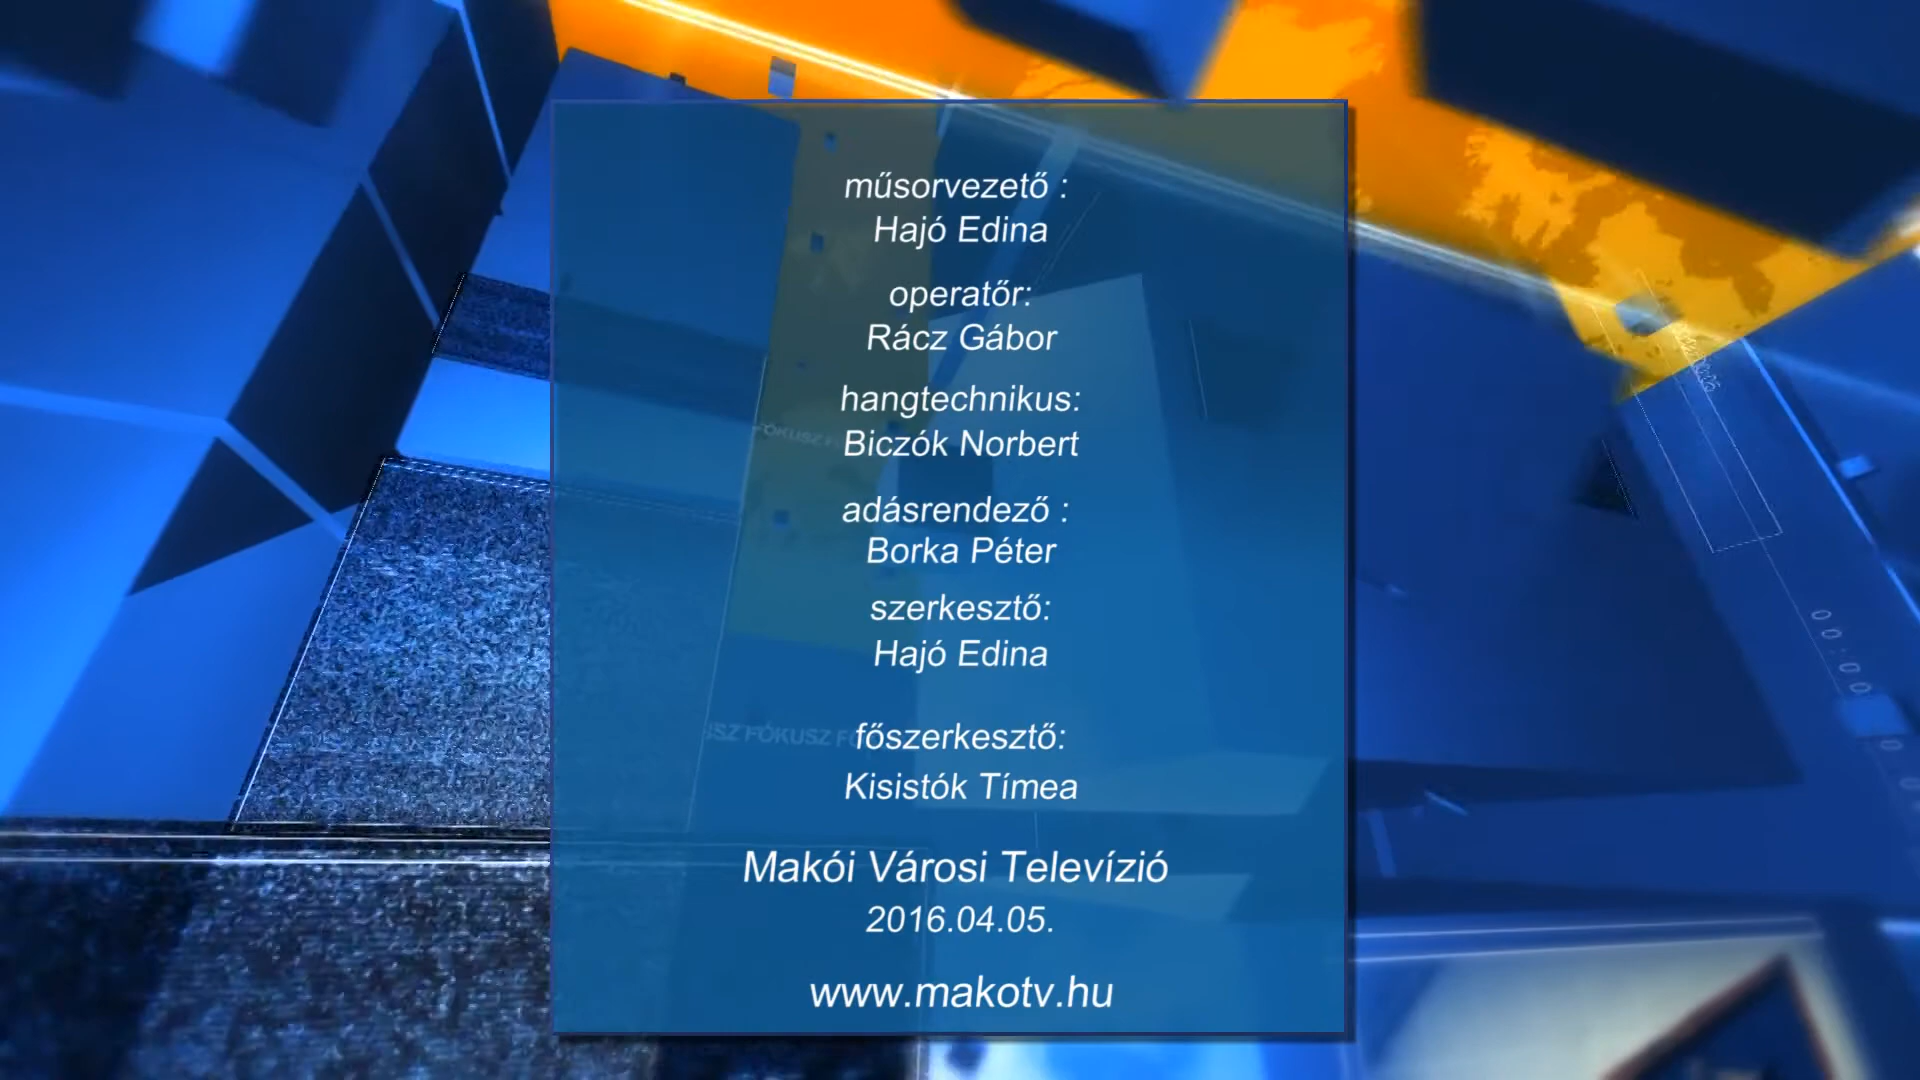 műsorvezető :
Hajó Edina
operatőr:
Rácz Gábor
hangtechnikus:
Biczók Norbert
adásrendező :
Borka Péter
szerkesztő:
Hajó Edina
FÓKUSZ
főszerkesztő:
Kisistók Tímea
Makói Városi Televízió
2016.04.05.
www.makotv.hu